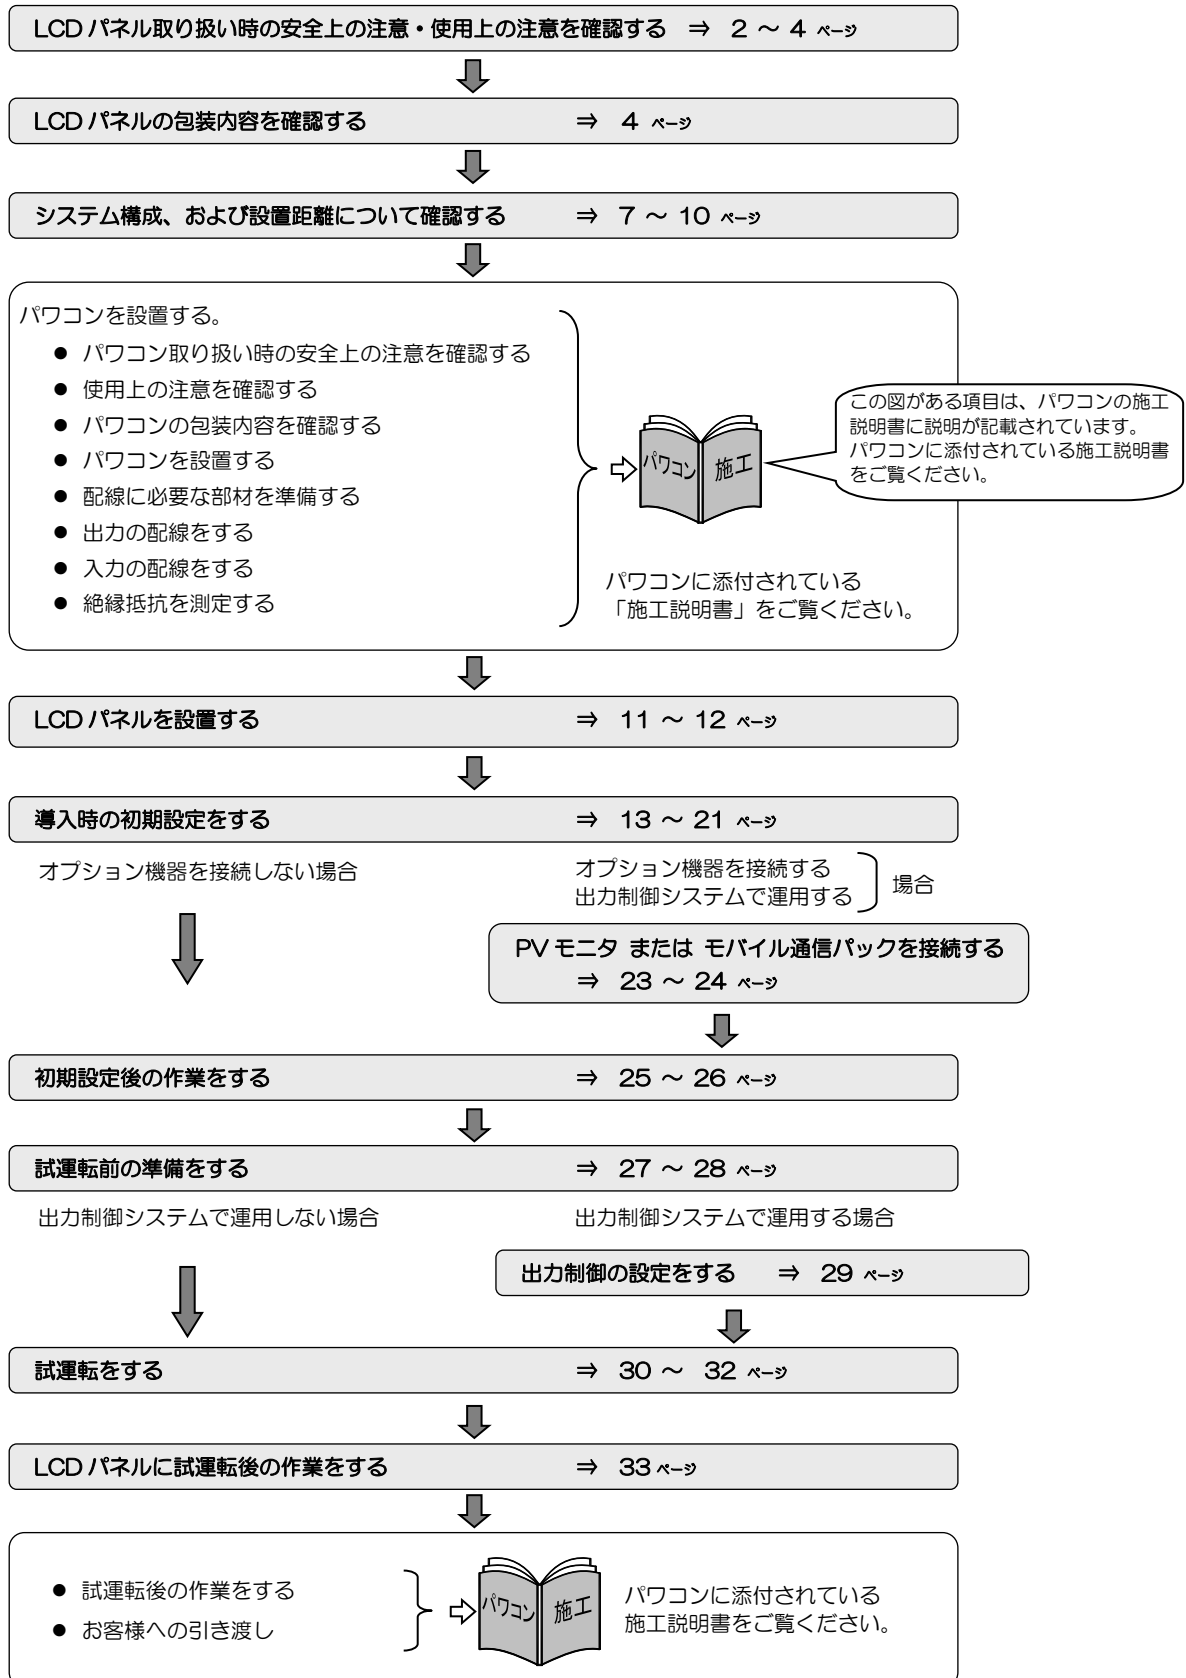 LCD パネル取り扱い時の安全上の注意・使用上の注意を確認する ⇒ 2 ～ 4 ページ
LCD パネルの包装内容を確認する ⇒ 4 ページ
システム構成、および設置距離について確認する ⇒ 7 ～ 10 ページ
パワコンを設置する。
● パワコン取り扱い時の安全上の注意を確認する
● 使用上の注意を確認する
● パワコンの包装内容を確認する
● パワコンを設置する
● 配線に必要な部材を準備する
● 出力の配線をする
● 入力の配線をする
● 絶縁抵抗を測定する
パワコン 施工
この図がある項目は、パワコンの施工
説明書に説明が記載されています。
パワコンに添付されている施工説明書
をご覧ください。
パワコンに添付されている
「施工説明書」をご覧ください。
LCD パネルを設置する ⇒ 11 ～ 12 ページ
導入時の初期設定をする ⇒ 13 ～ 21 ページ
オプション機器を接続しない場合
オプション機器を接続する
出力制御システムで運用する
場合
PV モニタ または モバイル通信パックを接続する
⇒ 23 ～ 24 ページ
初期設定後の作業をする ⇒ 25 ～ 26 ページ
試運転前の準備をする ⇒ 27 ～ 28 ページ
出力制御システムで運用しない場合
出力制御システムで運用する場合
出力制御の設定をする ⇒ 29 ページ
試運転をする ⇒ 30 ～ 32 ページ
LCD パネルに試運転後の作業をする ⇒ 33 ページ
● 試運転後の作業をする
● お客様への引き渡し
パワコン 施工
パワコンに添付されている
施工説明書をご覧ください。